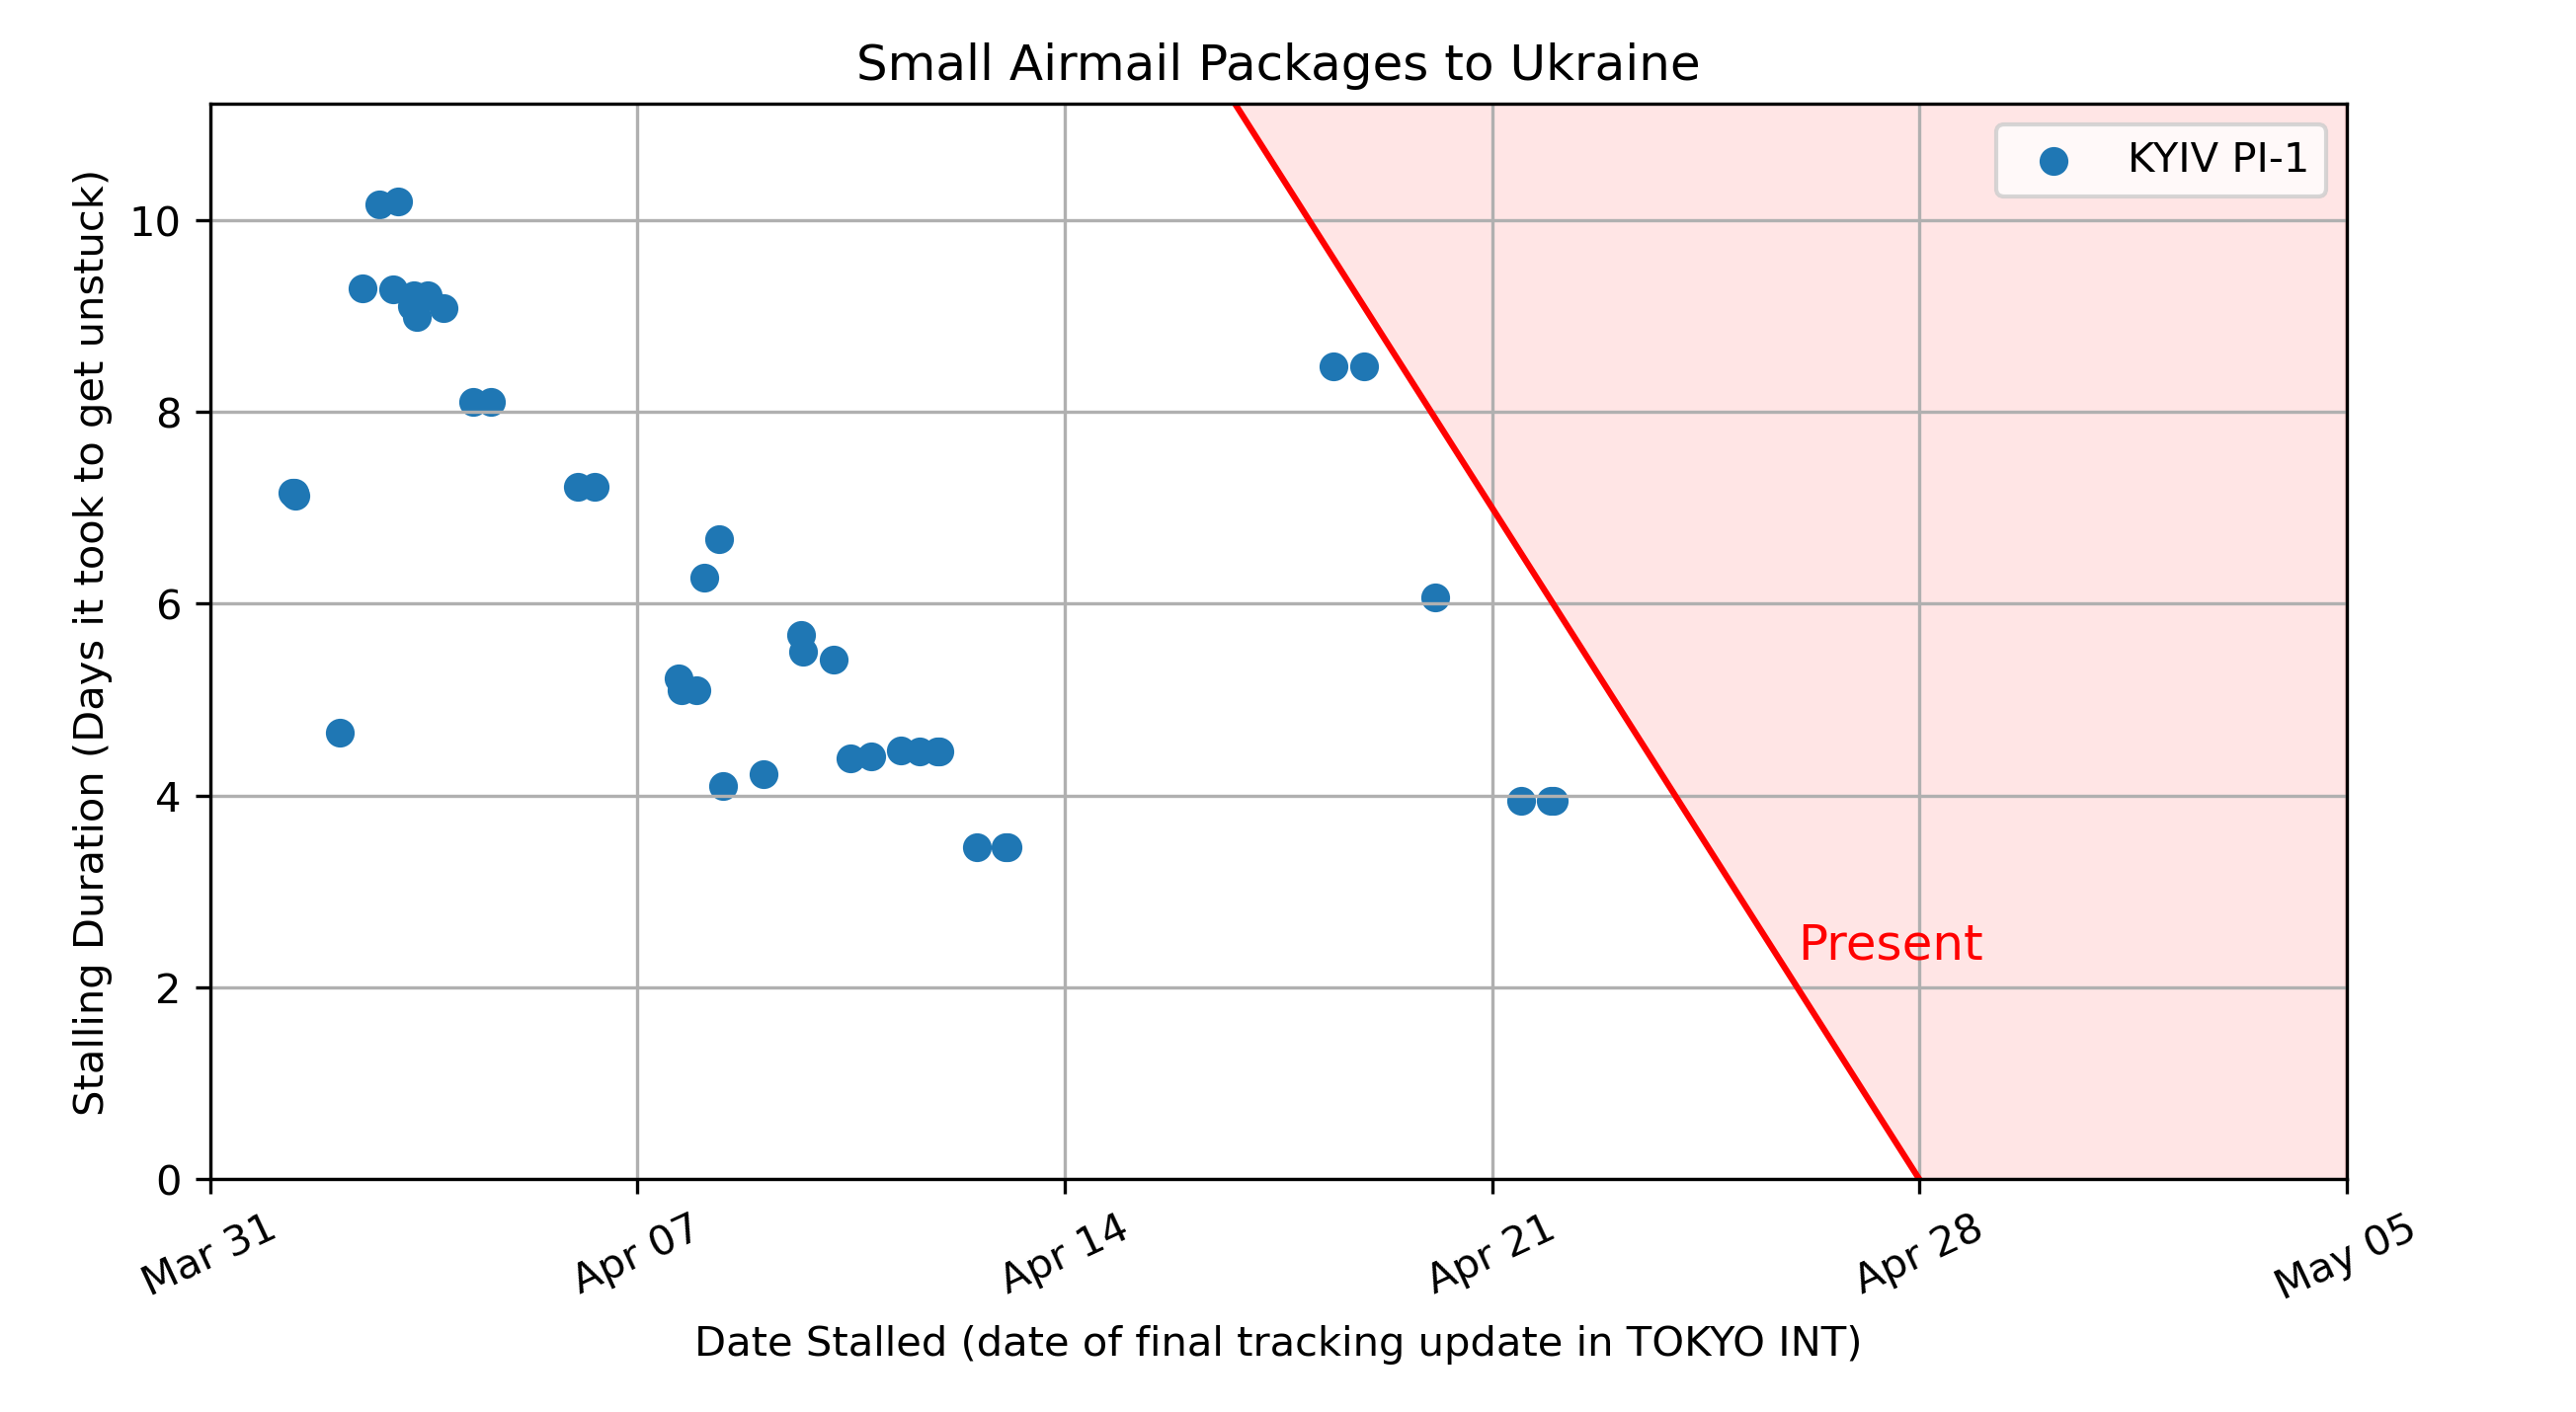 Small Airmail Packages to Ukraine
KYIV PI-1
Stalling Duration (Days it took to get unstuck)
10
8
6
4
2
0
Present
Mar 31
Apr 07
Apr 14
Apr 21
Apr 28
May 05
Date Stalled (date of final tracking update in TOKYO INT)